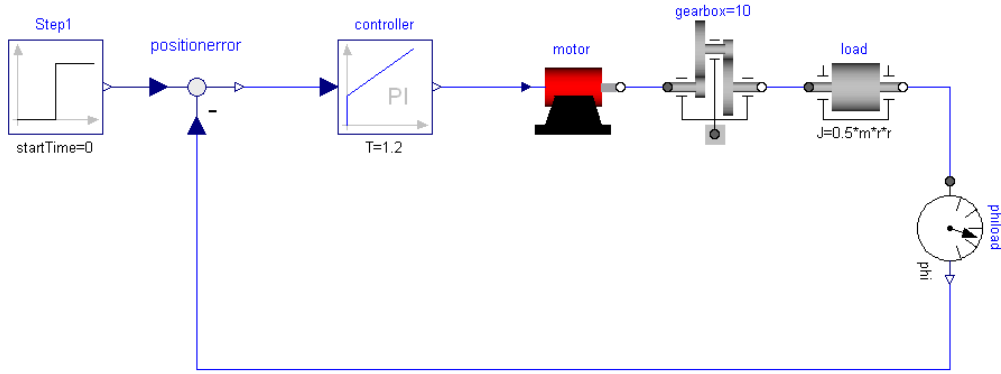 Step1
positionerror
controller
motor
gearbox=10
load
-
PI
startTime=0
T=1.2
J=0.5*m*r*r
phiload
phi